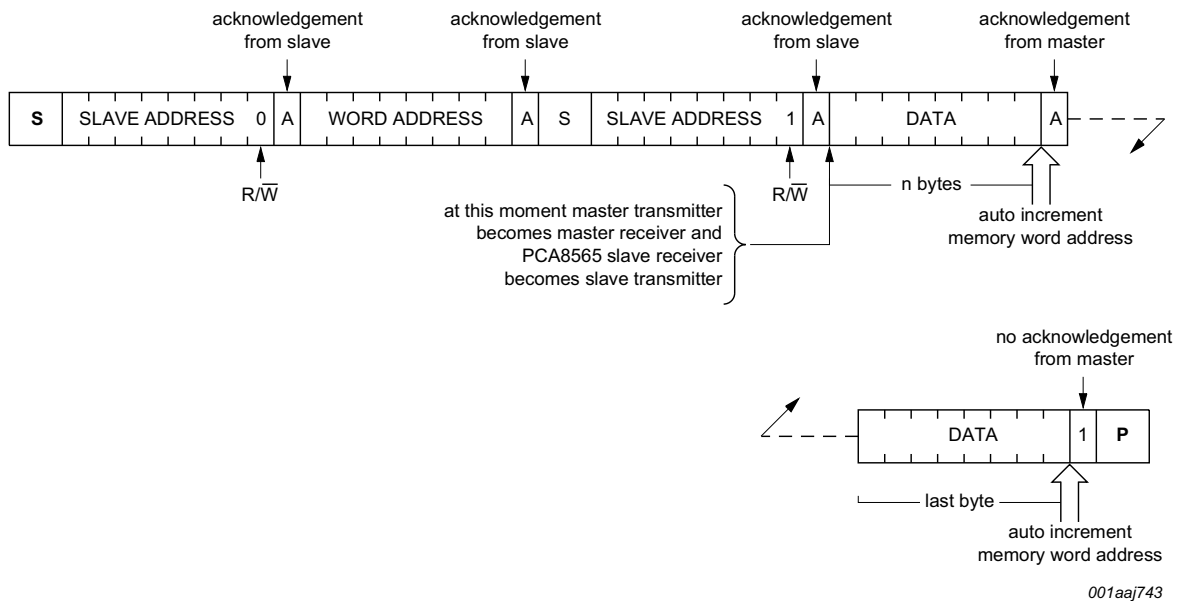 acknowledgement
from slave
acknowledgement
from slave
acknowledgement
from slave
acknowledgement
from master
S SLAVE ADDRESS 0 A WORD ADDRESS A S SLAVE ADDRESS 1 A DATA A
R/W̅
R/W̅
n bytes
at this moment master transmitter
becomes master receiver and
PCA8565 slave receiver
becomes slave transmitter
auto increment
memory word address
no acknowledgement
from master
DATA 1 P
last byte
auto increment
memory word address
001aaj743